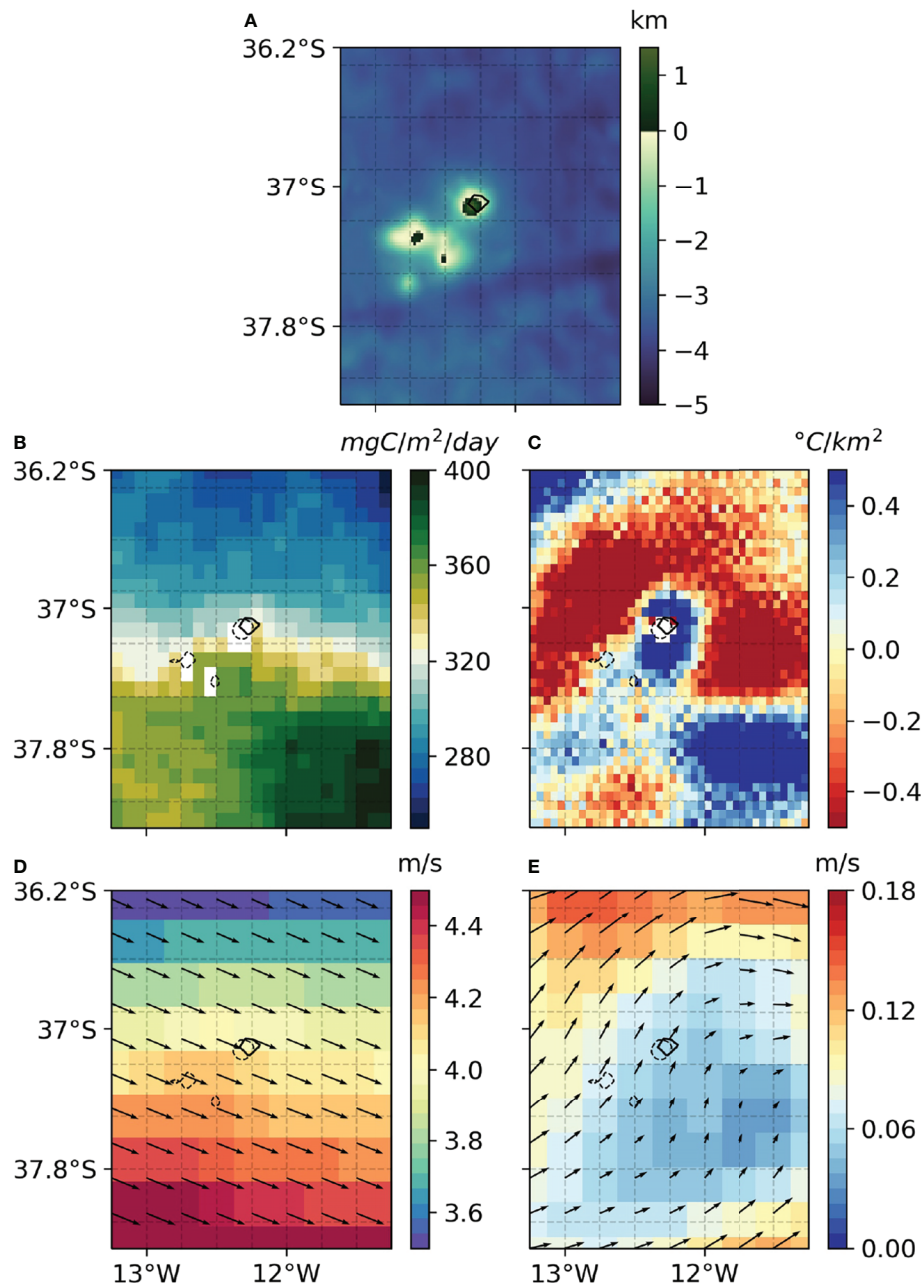 A
km
36.2°S
37°S
37.8°S
1
0
−1
−2
−3
−4
−5
B
mgC/m²/day
36.2°S
37°S
37.8°S
400
360
320
280
C
°C/km²
0.4
0.2
0.0
−0.2
−0.4
D
m/s
36.2°S
37°S
37.8°S
13°W
12°W
4.4
4.2
4.0
3.8
3.6
E
m/s
13°W
12°W
0.18
0.12
0.06
0.00